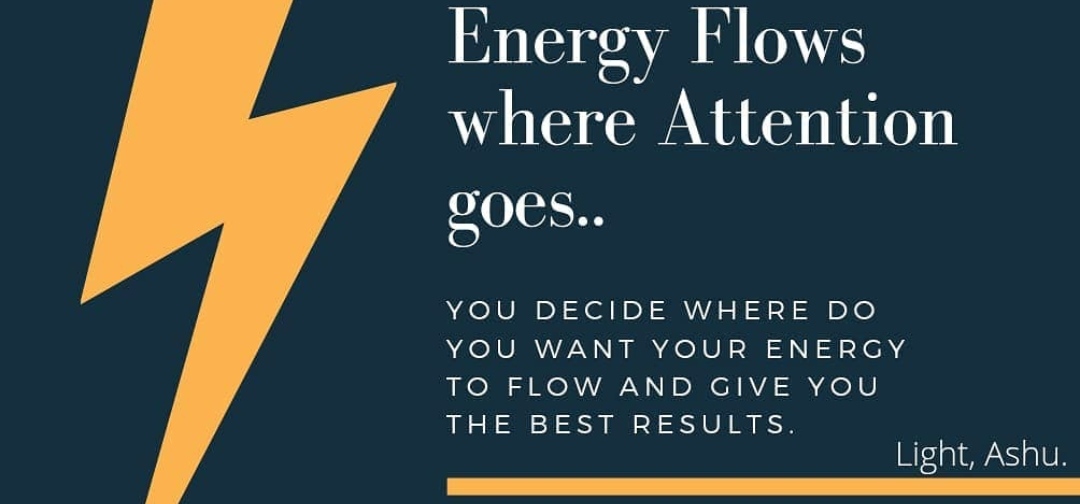 Energy Flows
where Attention
goes..
YOU DECIDE WHERE DO
YOU WANT YOUR ENERGY
TO FLOW AND GIVE YOU
THE BEST RESULTS.
Light, Ashu.